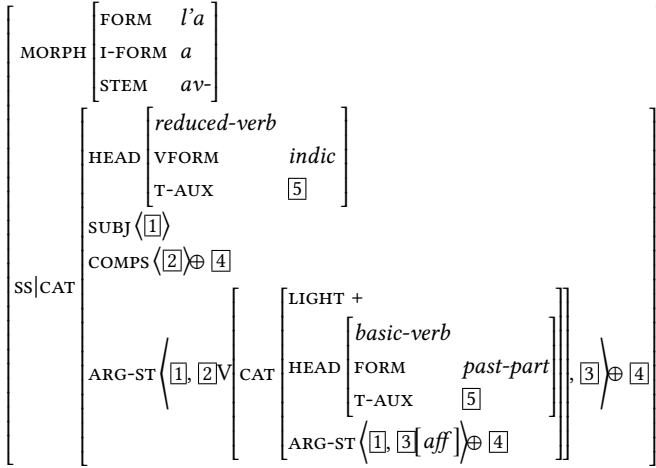 FORM l’a
MORPH I-FORM a
STEM av-
reduced-verb
HEAD VFORM indic
T-AUX 5
SUBJ ⟨1⟩
COMPS ⟨2⟩⊕ 4
SS|CAT
LIGHT +
basic-verb
HEAD FORM past-part
T-AUX 5
ARG-ST ⟨1, 2V[CAT ], 3⟩⊕ 4
ARG-ST ⟨1, 3[aff]⟩⊕ 4